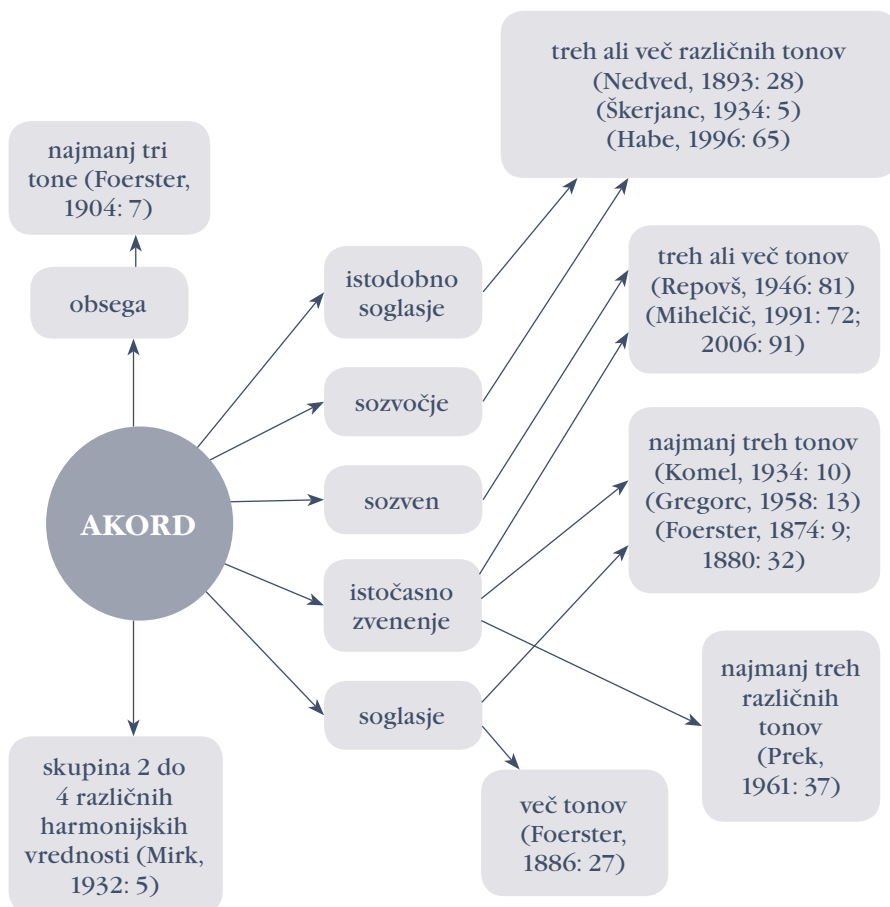 treh ali več različnih tonov
(Nedved, 1893: 28)
(Škerjanc, 1934: 5)
(Habe, 1996: 65)
najmanj tri
tone (Foerster,
1904: 7)
obsega
istodobno
soglasje
treh ali več tonov
(Repovš, 1946: 81)
(Mihelčič, 1991: 72;
2006: 91)
sozvočje
najmanj treh tonov
(Komel, 1934: 10)
(Gregorc, 1958: 13)
(Foerster, 1874: 9;
1880: 32)
sozven
AKORD
istočasno
zvenenje
najmanj treh
različnih
tonov
(Prek,
1961: 37)
soglasje
skupina 2 do
4 različnih
harmonijskih
vrednosti (Mirk,
1932: 5)
več tonov
(Foerster,
1886: 27)